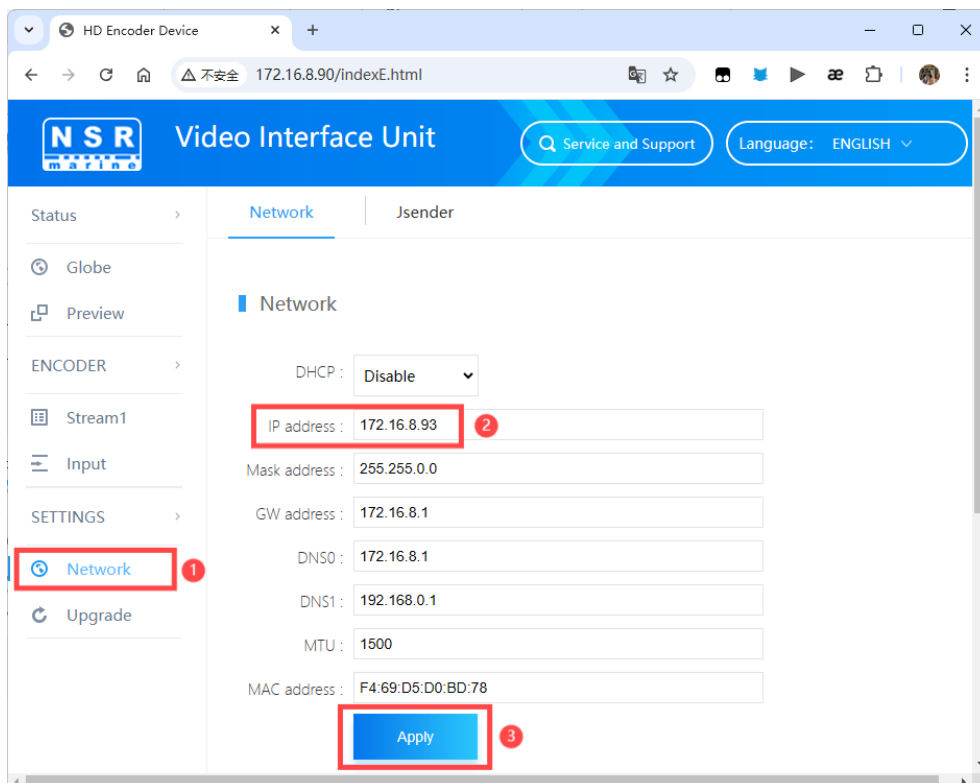 HD Encoder Device
不安全 172.16.8.90/indexE.html
NSR
marine
Video Interface Unit
Service and Support
Language: ENGLISH
Status
Network
Jsender
Globe
Preview
Network
ENCODER
DHCP :
Disable
Stream1
IP address :
172.16.8.93
2
Input
Mask address :
255.255.0.0
SETTINGS
GW address :
172.16.8.1
DNS0 :
172.16.8.1
Network
1
DNS1 :
192.168.0.1
Upgrade
MTU :
1500
MAC address :
F4:69:D5:D0:BD:78
Apply
3